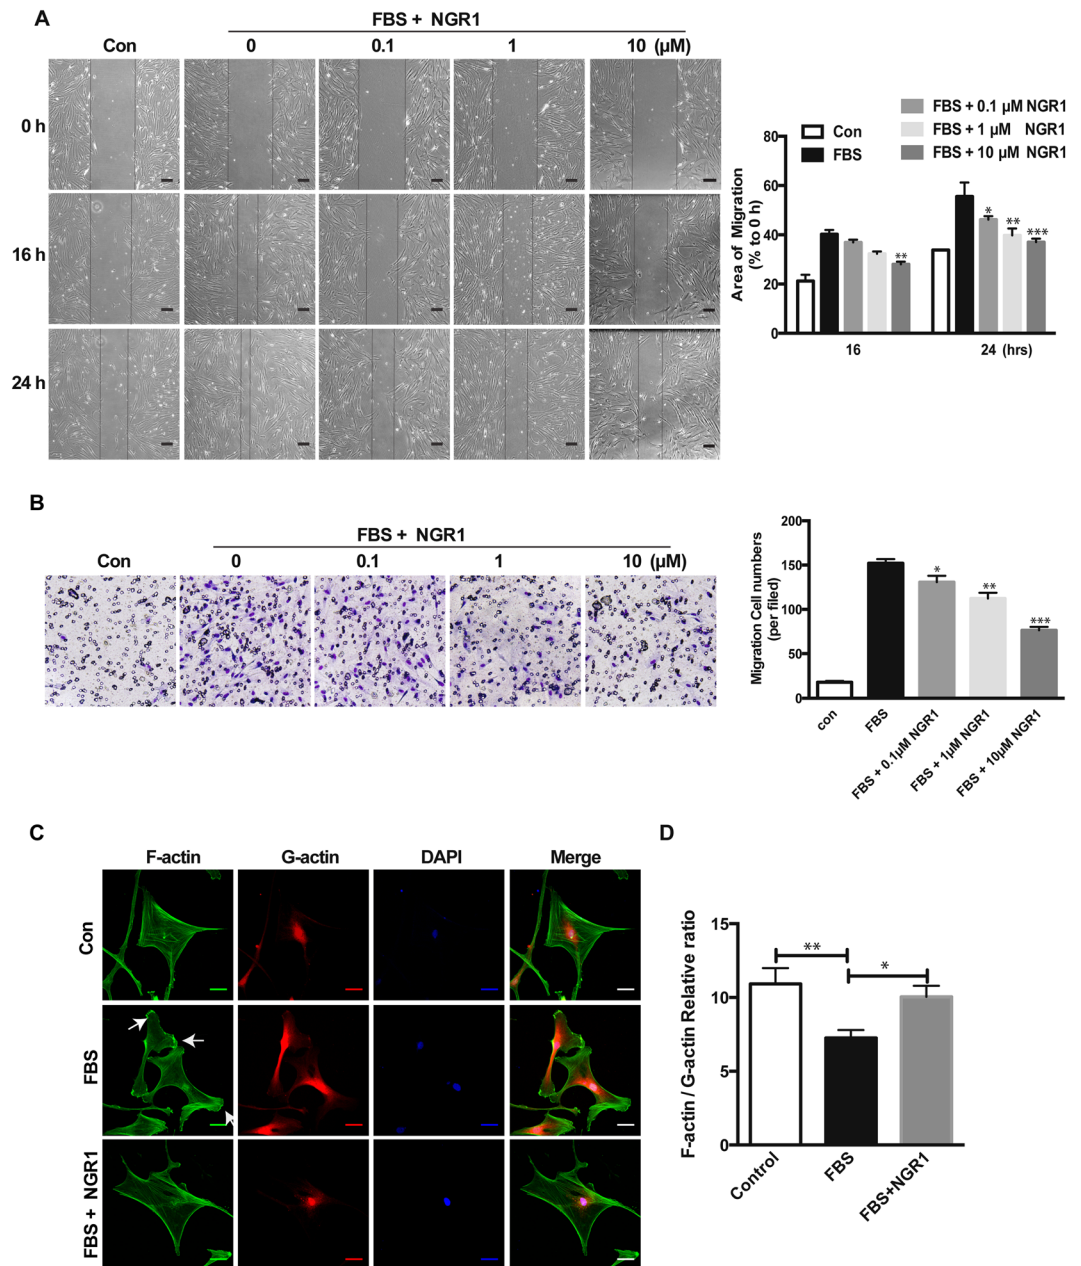 A
FBS + NGR1
Con 0 0.1 1 10 (µM)
0 h
16 h
24 h
FBS + 0.1 µM NGR1
FBS + 1 µM NGR1
FBS + 10 µM NGR1
Con
FBS
Area of Migration
(% to 0 h)
80
60
40
20
0
**
*
**
***
16 24 (hrs)
B
FBS + NGR1
Con 0 0.1 1 10 (µM)
Migration Cell numbers
(per filed)
200
150
100
50
0
*
**
***
con
FBS
FBS + 0.1µM NGR1
FBS + 1µM NGR1
FBS + 10µM NGR1
C
F-actin G-actin DAPI Merge
Con
FBS
FBS + NGR1
D
F-actin / G-actin Relative ratio
15
10
5
0
**
*
Control
FBS
FBS+NGR1